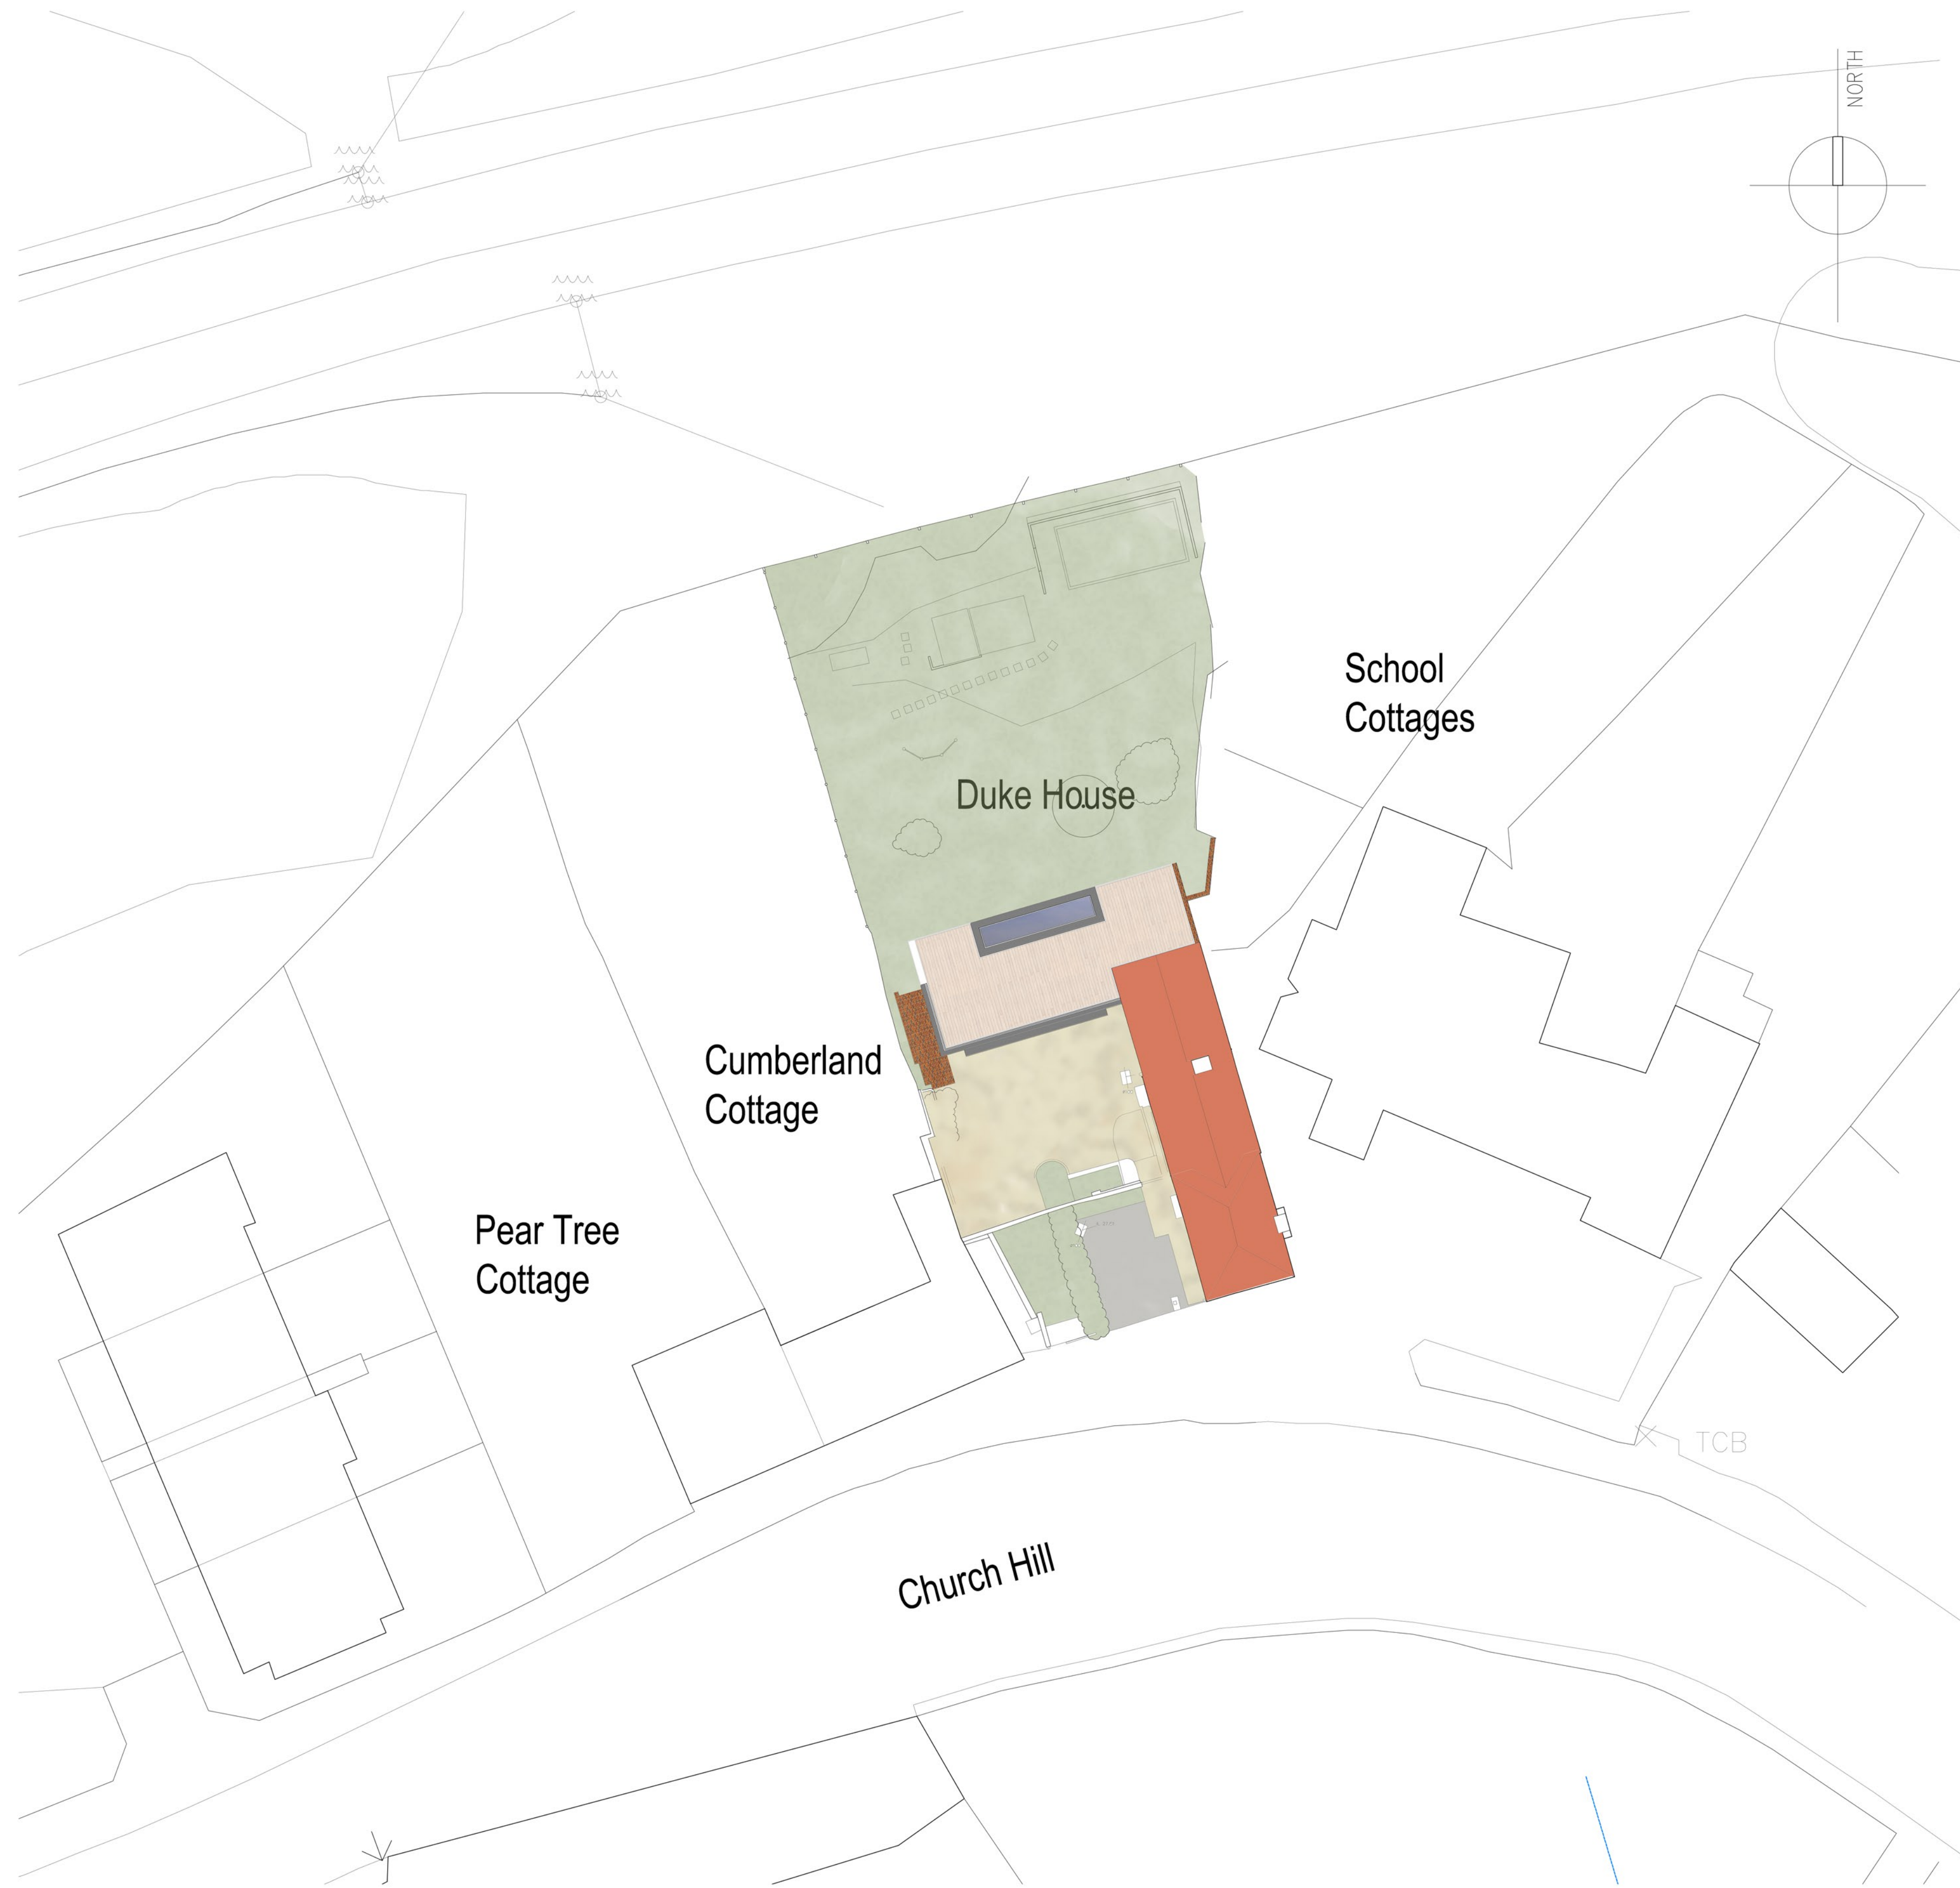 NORTH
School
Cottages
Duke House
Cumberland
Cottage
Pear Tree
Cottage
TCB
Church Hill